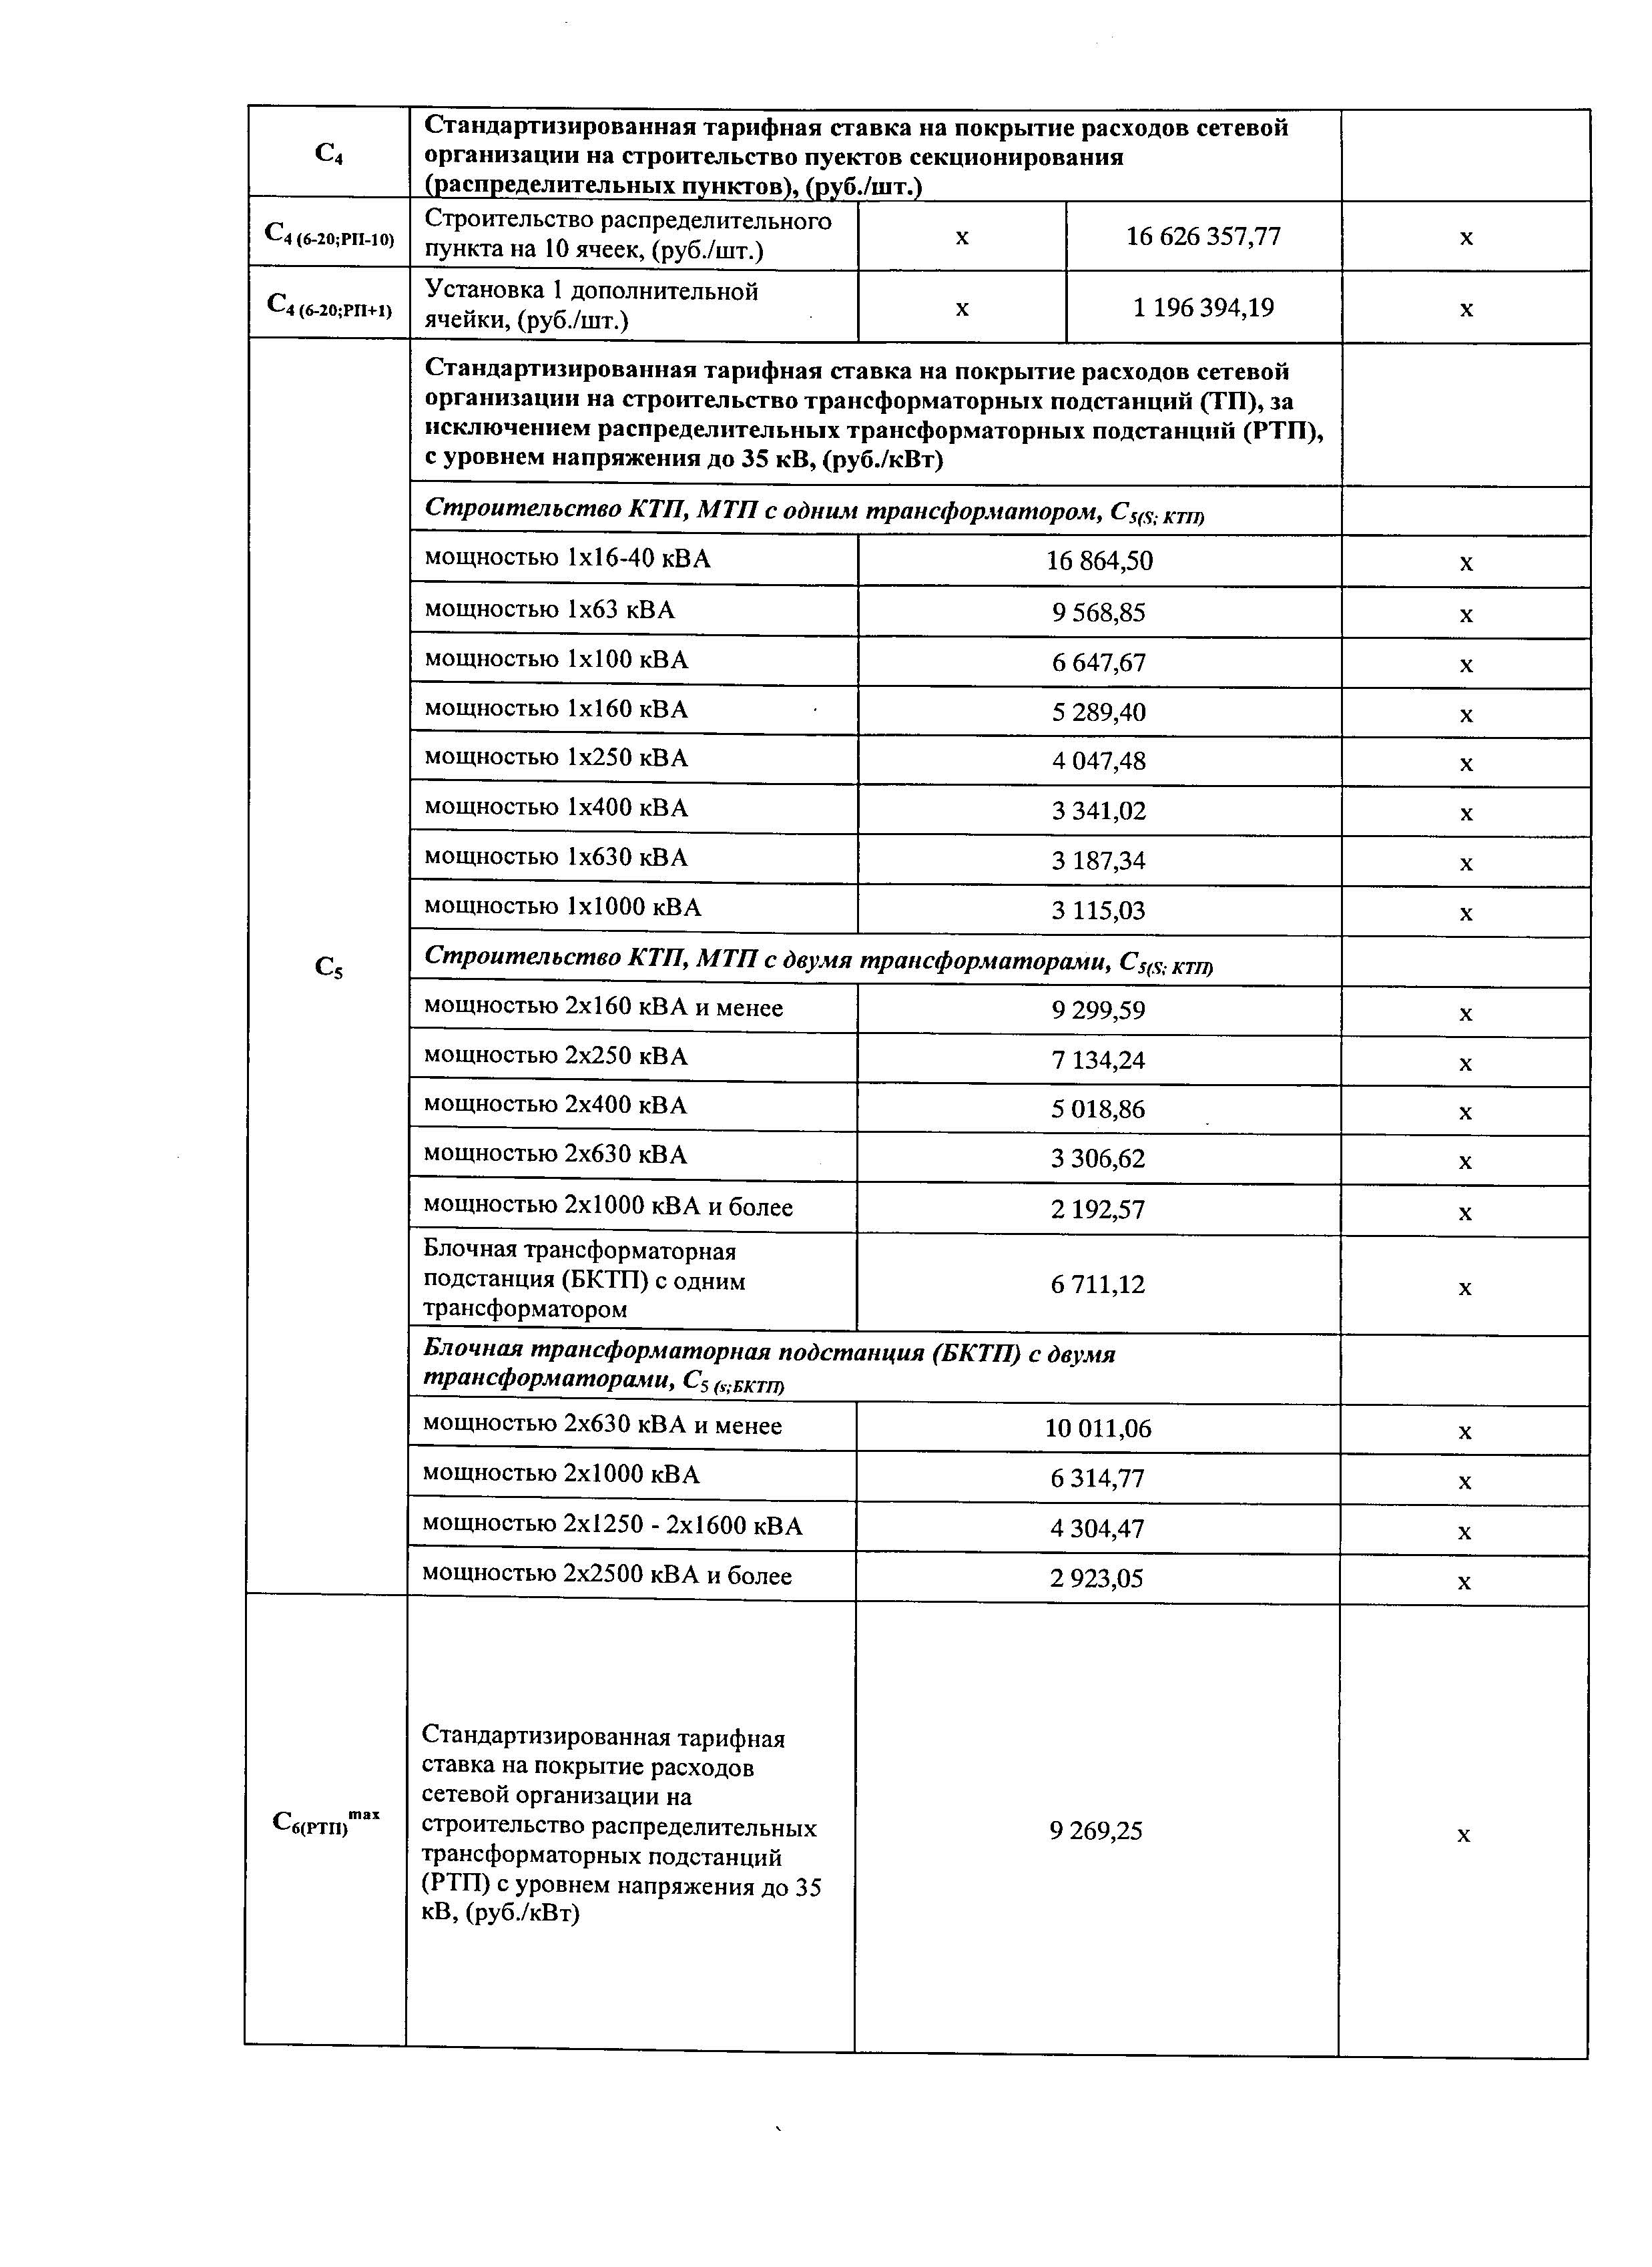 С4
Стандартизированная тарифная ставка на покрытие расходов сетевой
организации на строительство пуектов секционирования
(распределительных пунктов), (руб./шт.)
С4 (6-20;РП-10)
Строительство распределительного
пункта на 10 ячеек, (руб./шт.)
х
16 626 357,77
х
С4 (6-20;РП+1)
Установка 1 дополнительной
ячейки, (руб./шт.)
х
1 196 394,19
х
С5
Стандартизированная тарифная ставка на покрытие расходов сетевой
организации на строительство трансформаторных подстанций (ТП), за
исключением распределительных трансформаторных подстанций (РТП),
с уровнем напряжения до 35 кВ, (руб./кВт)
Строительство КТП, МТП с одним трансформатором, С5(S; КТП)
мощностью 1х16-40 кВА 16 864,50 х
мощностью 1х63 кВА 9 568,85 х
мощностью 1х100 кВА 6 647,67 х
мощностью 1х160 кВА 5 289,40 х
мощностью 1х250 кВА 4 047,48 х
мощностью 1х400 кВА 3 341,02 х
мощностью 1х630 кВА 3 187,34 х
мощностью 1х1000 кВА 3 115,03 х
Строительство КТП, МТП с двумя трансформаторами, С5(S; КТП)
мощностью 2х160 кВА и менее 9 299,59 х
мощностью 2х250 кВА 7 134,24 х
мощностью 2х400 кВА 5 018,86 х
мощностью 2х630 кВА 3 306,62 х
мощностью 2х1000 кВА и более 2 192,57 х
Блочная трансформаторная
подстанция (БКТП) с одним
трансформатором
6 711,12
х
Блочная трансформаторная подстанция (БКТП) с двумя
трансформаторами, С5 (s;БКТП)
мощностью 2х630 кВА и менее 10 011,06 х
мощностью 2х1000 кВА 6 314,77 х
мощностью 2х1250 - 2х1600 кВА 4 304,47 х
мощностью 2х2500 кВА и более 2 923,05 х
С6(РТП)max
Стандартизированная тарифная
ставка на покрытие расходов
сетевой организации на
строительство распределительных
трансформаторных подстанций
(РТП) с уровнем напряжения до 35
кВ, (руб./кВт)
9 269,25
х